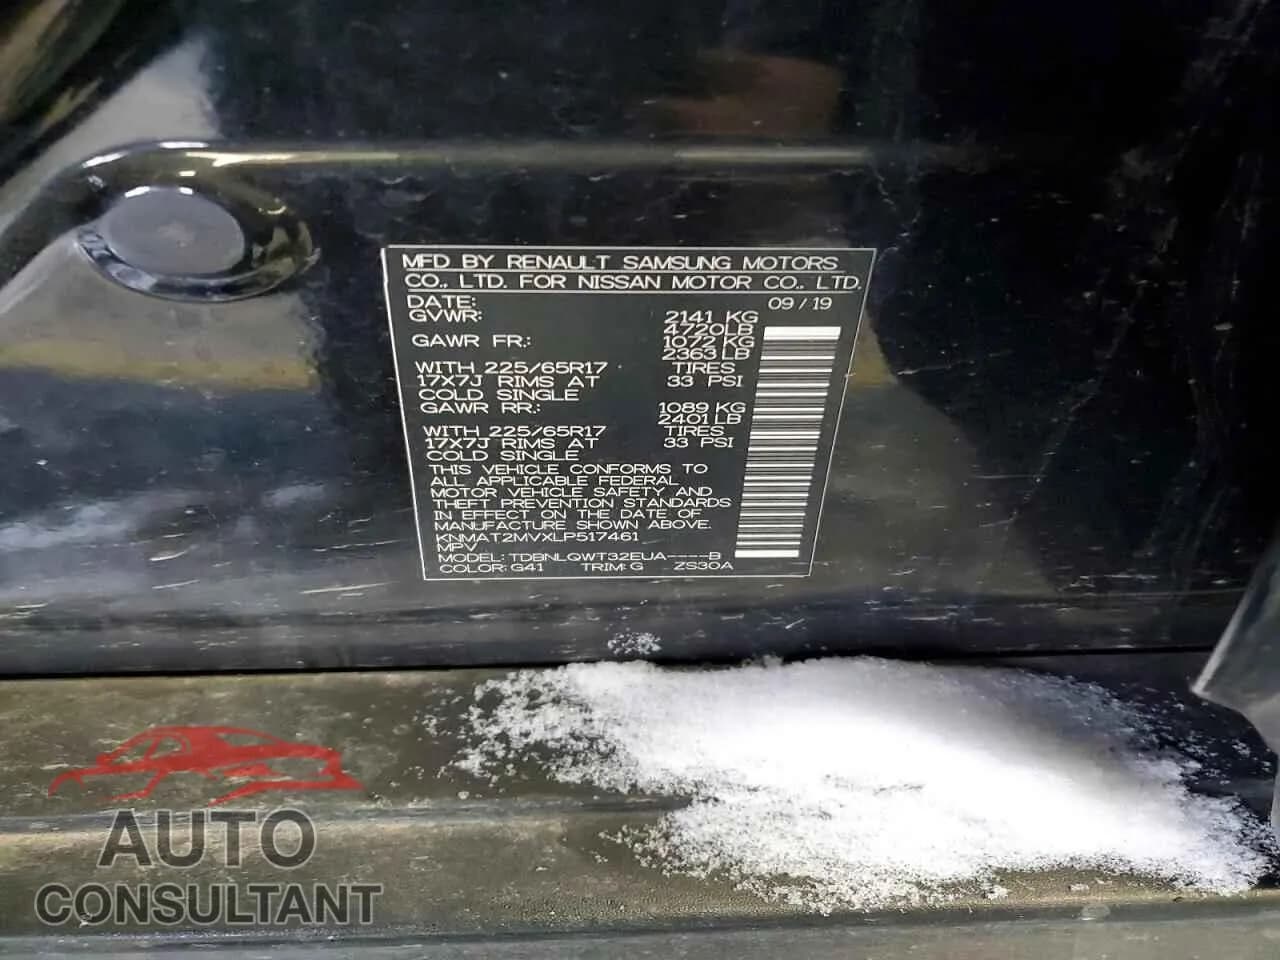 MFD BY RENAULT SAMSUNG MOTORS
CO., LTD. FOR NISSAN MOTOR CO., LTD.
DATE: 09 / 19
GVWR: 2141 KG
4720LB
GAWR FR.: 1072 KG
2363 LB
WITH 225/65R17 TIRES
17X7J RIMS AT 33 PSI
COLD SINGLE
GAWR RR.: 1089 KG
2401 LB
WITH 225/65R17 TIRES
17X7J RIMS AT 33 PSI
COLD SINGLE
THIS VEHICLE CONFORMS TO
ALL APPLICABLE FEDERAL
MOTOR VEHICLE SAFETY AND
THEFT PREVENTION STANDARDS
IN EFFECT ON THE DATE OF
MANUFACTURE SHOWN ABOVE.
KNMAT2MVXLP517461
MPV
MODEL: TDBNLQWT32EUA----B
COLOR: G41 TRIM: G ZS30A
AUTO
CONSULTANT